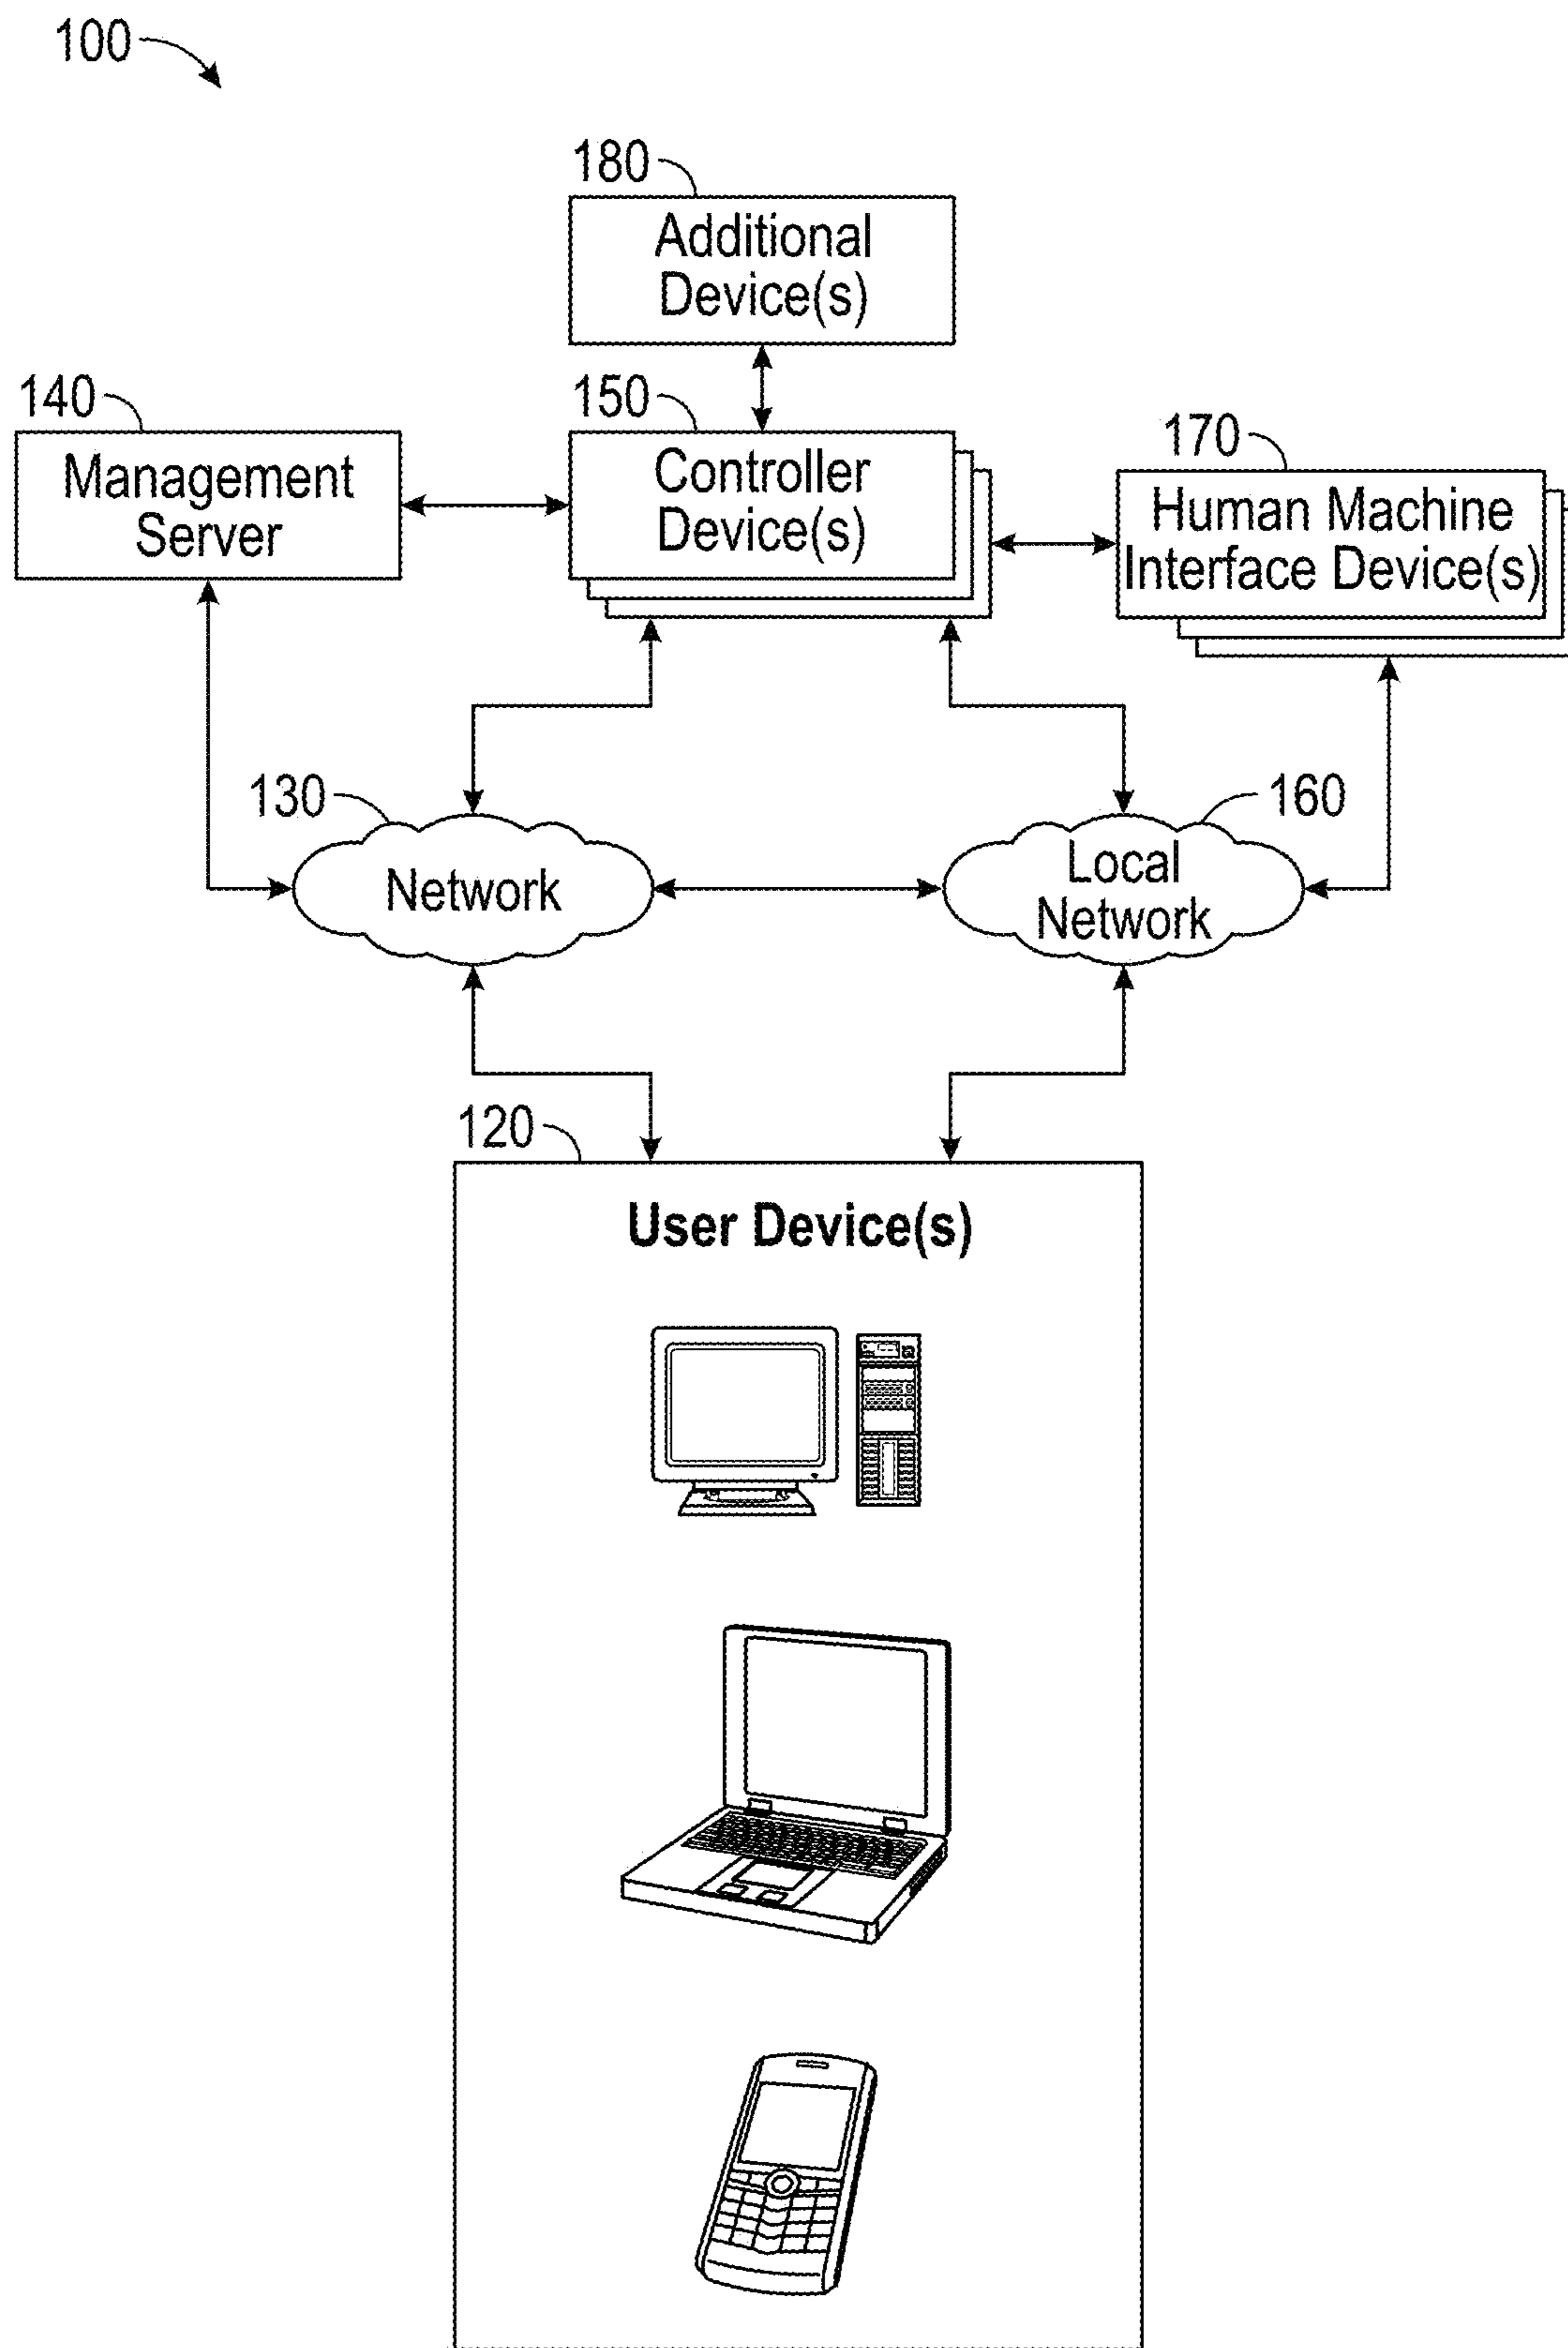 100
180
Additional
Device(s)
140
Management
Server
150
Controller
Device(s)
170
Human Machine
Interface Device(s)
130
Network
160
Local
Network
120
User Device(s)